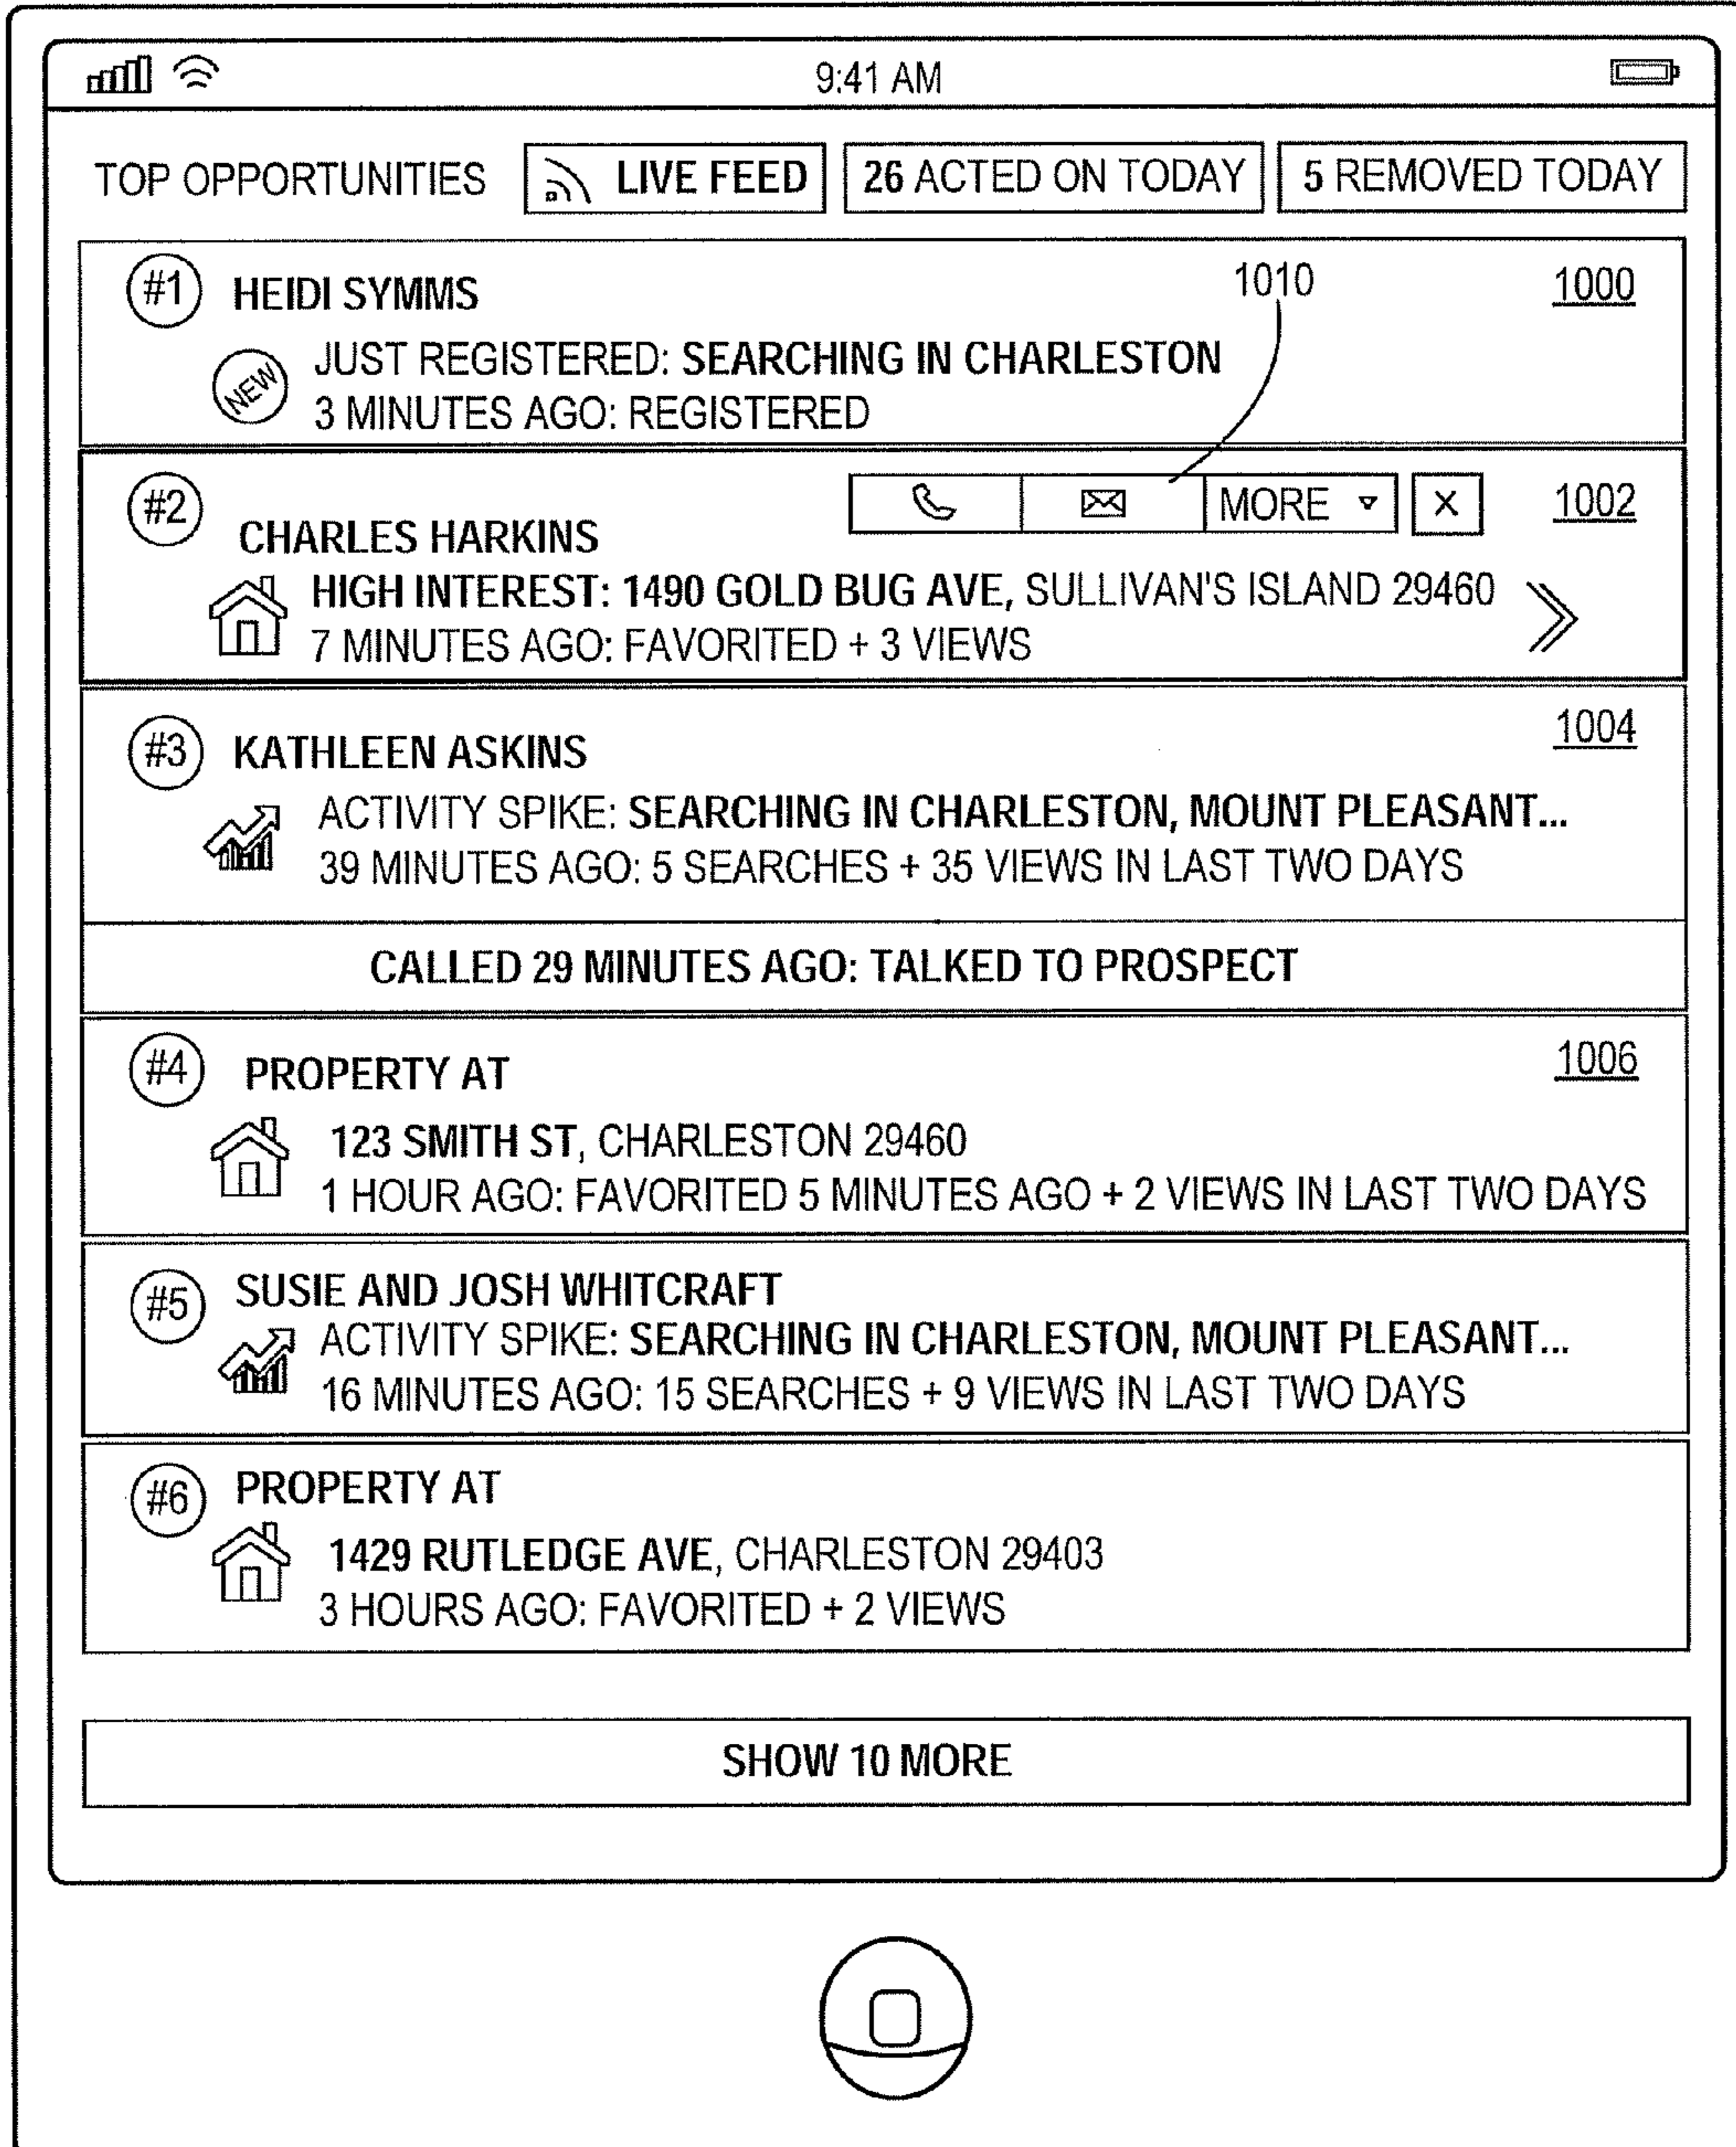 9:41 AM
TOP OPPORTUNITIES LIVE FEED 26 ACTED ON TODAY 5 REMOVED TODAY
#1 HEIDI SYMMS 1010 1000
NEW JUST REGISTERED: SEARCHING IN CHARLESTON
3 MINUTES AGO: REGISTERED
#2 MORE X 1002
CHARLES HARKINS
HIGH INTEREST: 1490 GOLD BUG AVE, SULLIVAN'S ISLAND 29460
7 MINUTES AGO: FAVORITED + 3 VIEWS
#3 KATHLEEN ASKINS 1004
ACTIVITY SPIKE: SEARCHING IN CHARLESTON, MOUNT PLEASANT...
39 MINUTES AGO: 5 SEARCHES + 35 VIEWS IN LAST TWO DAYS
CALLED 29 MINUTES AGO: TALKED TO PROSPECT
#4 PROPERTY AT 1006
123 SMITH ST, CHARLESTON 29460
1 HOUR AGO: FAVORITED 5 MINUTES AGO + 2 VIEWS IN LAST TWO DAYS
#5 SUSIE AND JOSH WHITCRAFT
ACTIVITY SPIKE: SEARCHING IN CHARLESTON, MOUNT PLEASANT...
16 MINUTES AGO: 15 SEARCHES + 9 VIEWS IN LAST TWO DAYS
#6 PROPERTY AT
1429 RUTLEDGE AVE, CHARLESTON 29403
3 HOURS AGO: FAVORITED + 2 VIEWS
SHOW 10 MORE